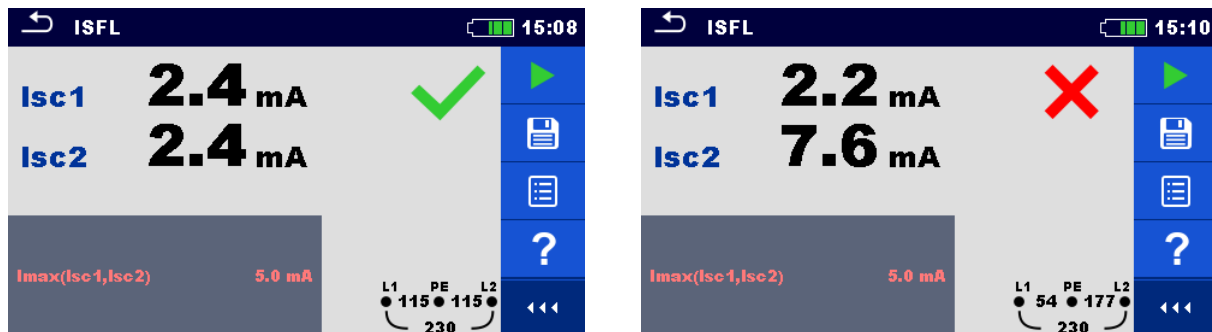 ISFL 15:08
Isc1 2.4 mA
Isc2 2.4 mA
Imax(Isc1,Isc2) 5.0 mA
?
L1 PE L2
115 115
230
ISFL 15:10
Isc1 2.2 mA
Isc2 7.6 mA
Imax(Isc1,Isc2) 5.0 mA
?
L1 PE L2
54 177
230